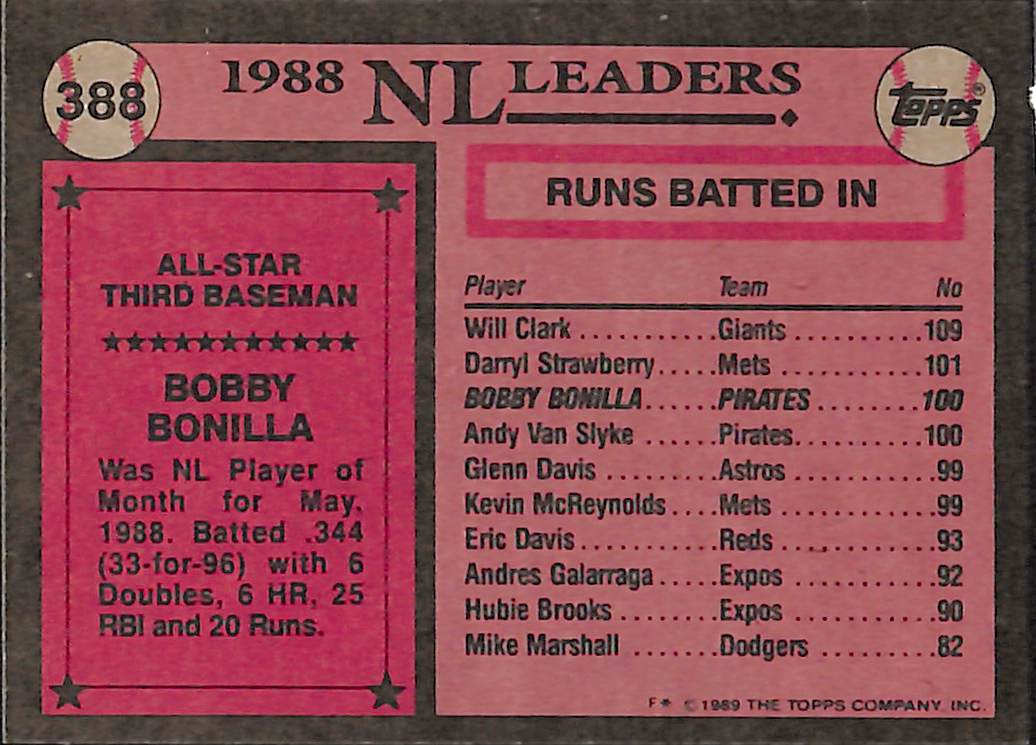 388
1988 NL LEADERS
TOPPS®
ALL-STAR
THIRD BASEMAN
BOBBY
BONILLA
Was NL Player of
Month for May,
1988. Batted .344
(33-for-96) with 6
Doubles, 6 HR, 25
RBI and 20 Runs.
RUNS BATTED IN
Player Team No
Will Clark...........Giants..........109
Darryl Strawberry.....Mets...........101
BOBBY BONILLA......PIRATES........100
Andy Van Slyke......Pirates..........100
Glenn Davis.........Astros...........99
Kevin McReynolds....Mets............99
Eric Davis...........Reds............93
Andres Galarraga.....Expos...........92
Hubie Brooks........Expos...........90
Mike Marshall.......Dodgers.........82
F* © 1989 THE TOPPS COMPANY, INC.